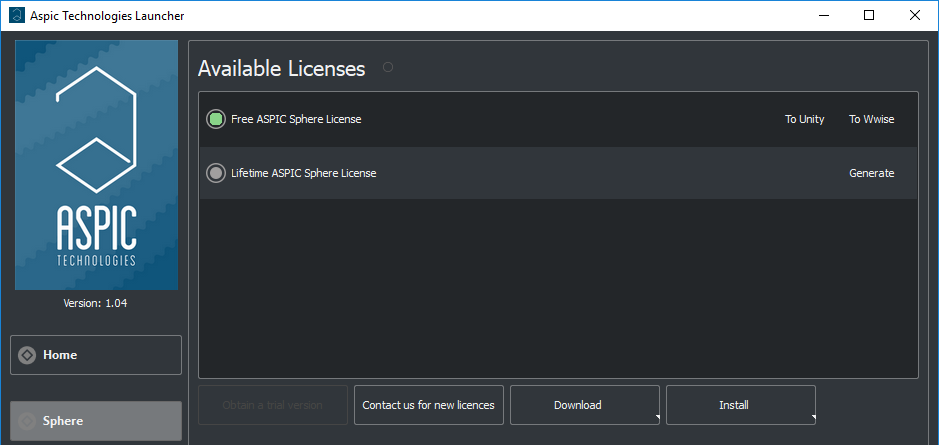 Aspic Technologies Launcher
ASPIC
TECHNOLOGIES
Version: 1.04
Home
Sphere
Available Licenses
Free ASPIC Sphere License To Unity To Wwise
Lifetime ASPIC Sphere License Generate
Obtain a trial version Contact us for new licences Download Install